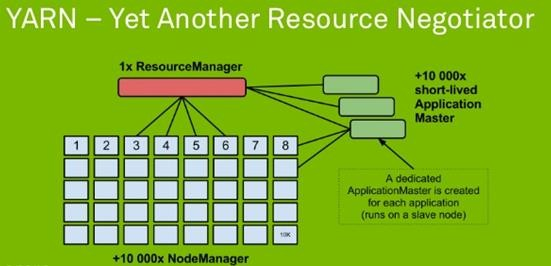 YARN – Yet Another Resource Negotiator
1x ResourceManager
+10 000x
short-lived
Application
Master
1 2 3 4 5 6 7 8
A dedicated
ApplicationMaster is created
for each application
(runs on a slave node)
10K
+10 000x NodeManager